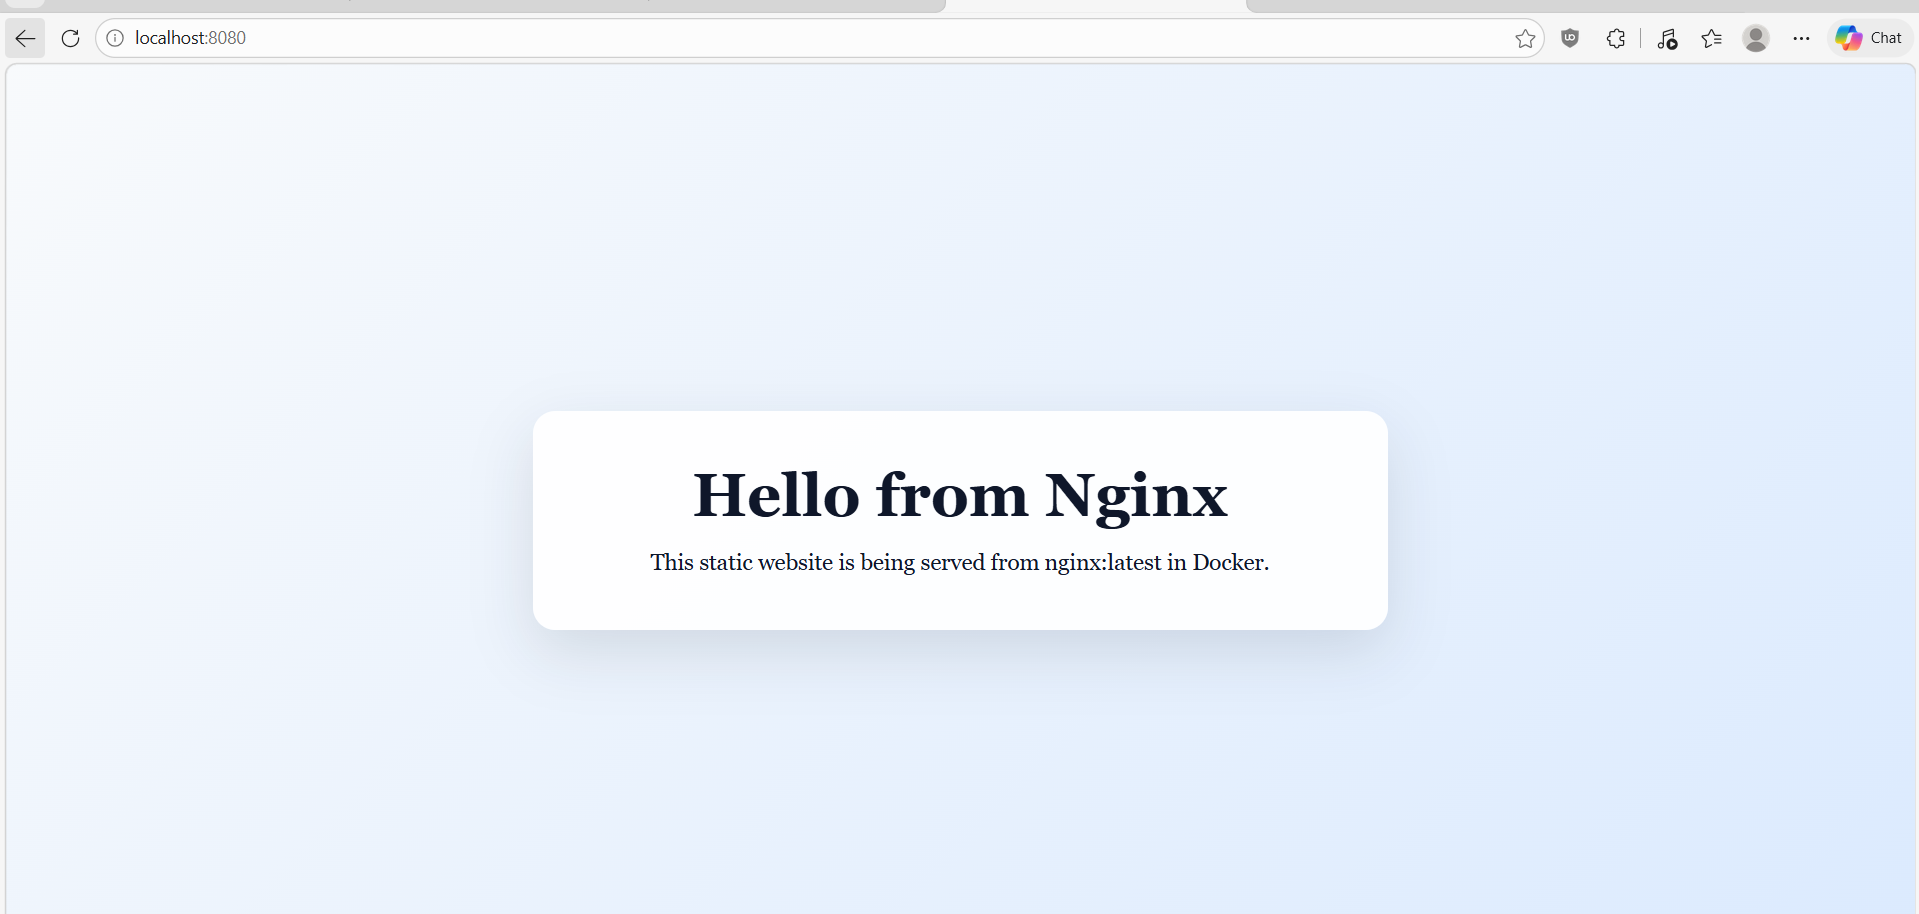 localhost:8080
Chat
Hello from Nginx
This static website is being served from nginx:latest in Docker.